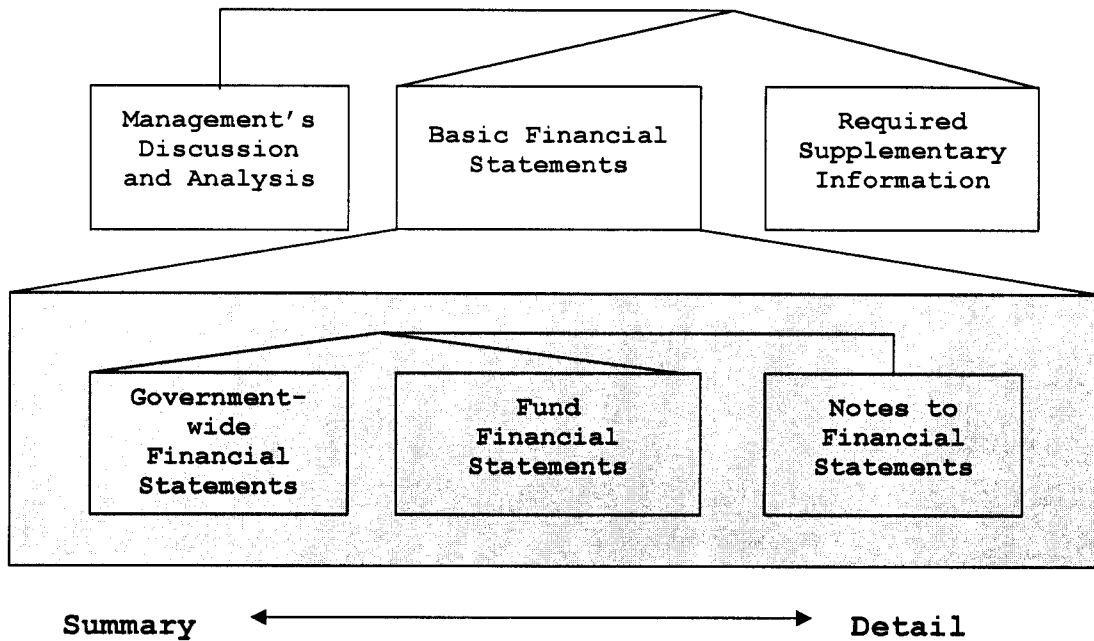 Management's
Discussion
and Analysis
Basic Financial
Statements
Required
Supplementary
Information
Government-
wide
Financial
Statements
Fund
Financial
Statements
Notes to
Financial
Statements
Summary
Detail